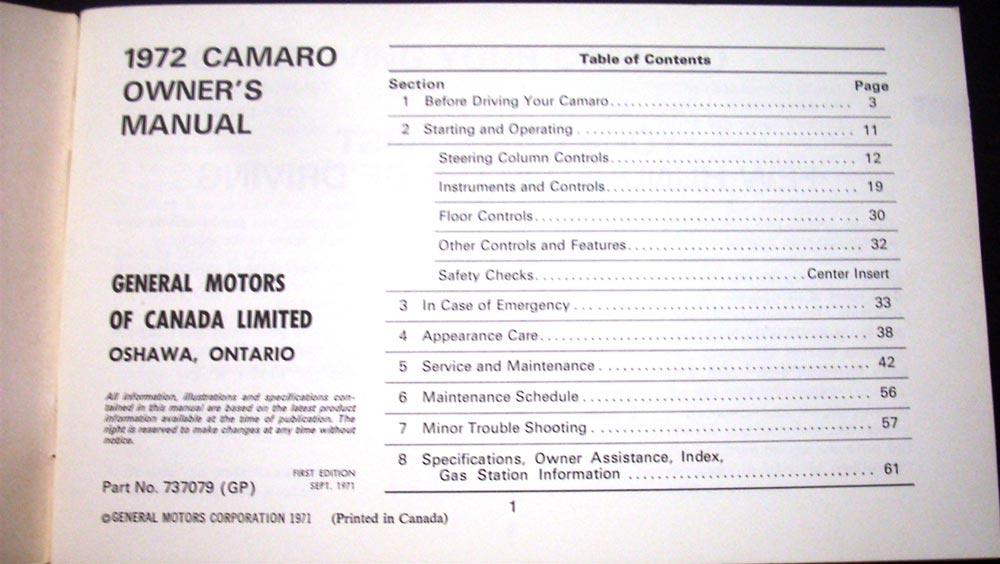 1972 CAMARO
OWNER'S
MANUAL
GENERAL MOTORS
OF CANADA LIMITED
OSHAWA, ONTARIO
All information, illustrations and specifications con-
tained in this manual are based on the latest product
information available at the time of publication. The
right is reserved to make changes at any time without
notice.
FIRST EDITION
Part No. 737079 (GP) SEPT. 1971
©GENERAL MOTORS CORPORATION 1971 (Printed in Canada)
Table of Contents
Section Page
1 Before Driving Your Camaro................................ 3
2 Starting and Operating ................................ 11
Steering Column Controls................................ 12
Instruments and Controls................................ 19
Floor Controls................................ 30
Other Controls and Features................................ 32
Safety Checks................................Center Insert
3 In Case of Emergency ................................ 33
4 Appearance Care................................ 38
5 Service and Maintenance ................................ 42
6 Maintenance Schedule ................................ 56
7 Minor Trouble Shooting ................................ 57
8 Specifications, Owner Assistance, Index,
Gas Station Information ................................ 61
1